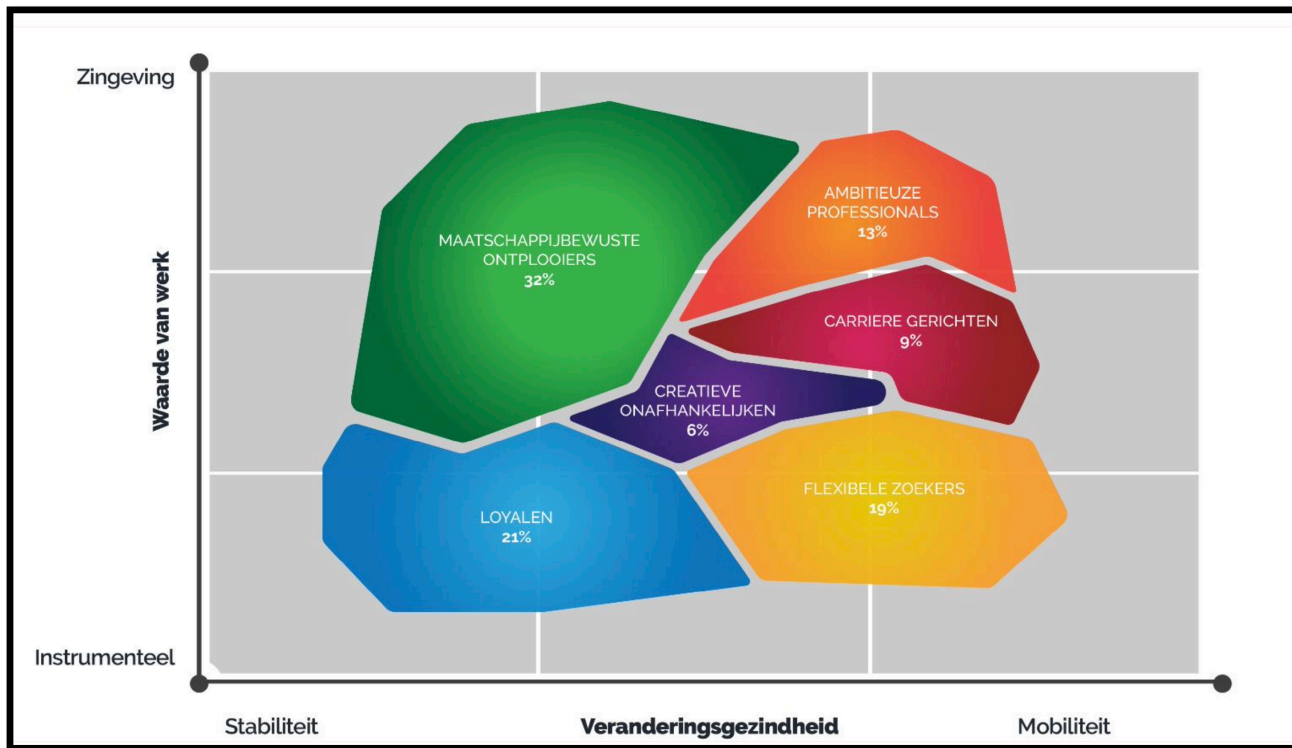 Zingeving
MAATSCHAPPIJBEWUSTE
ONTPLOOIERS
32%
AMBITIEUZE
PROFESSIONALS
13%
CARRIERE GERICHTEN
9%
CREATIEVE
ONAFHANKELIJKEN
6%
LOYALEN
21%
FLEXIBELE ZOEKERS
19%
Waarde van werk
Instrumenteel
Stabiliteit
Veranderingsgezindheid
Mobiliteit